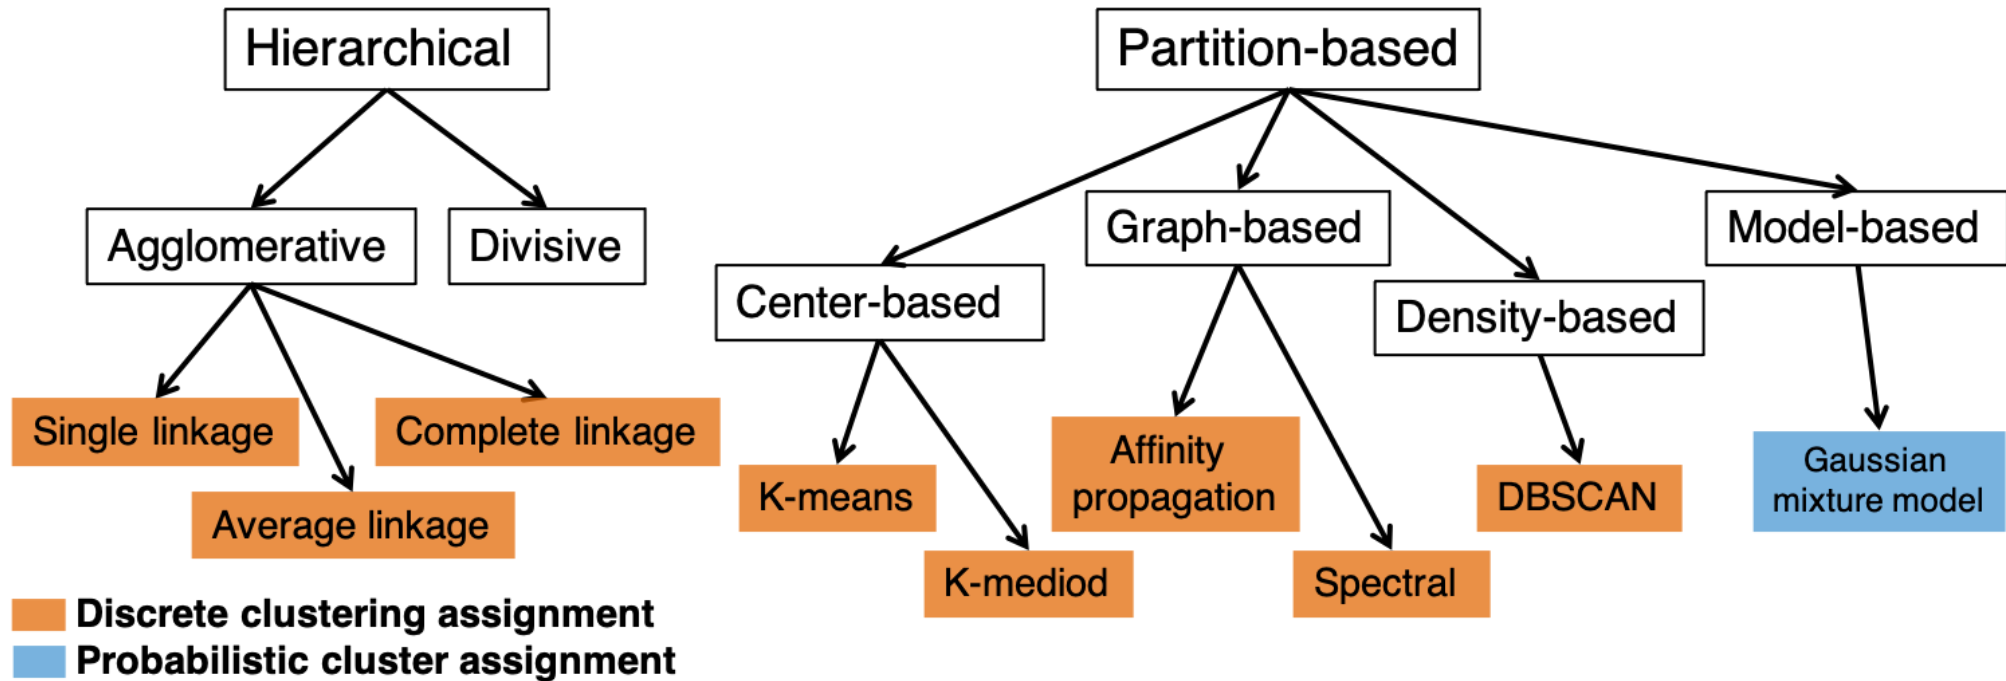 Hierarchical
Partition-based
Agglomerative
Divisive
Center-based
Graph-based
Density-based
Model-based
Single linkage
Complete linkage
Average linkage
K-means
K-mediod
Affinity
propagation
Spectral
DBSCAN
Gaussian
mixture model
Discrete clustering assignment
Probabilistic cluster assignment